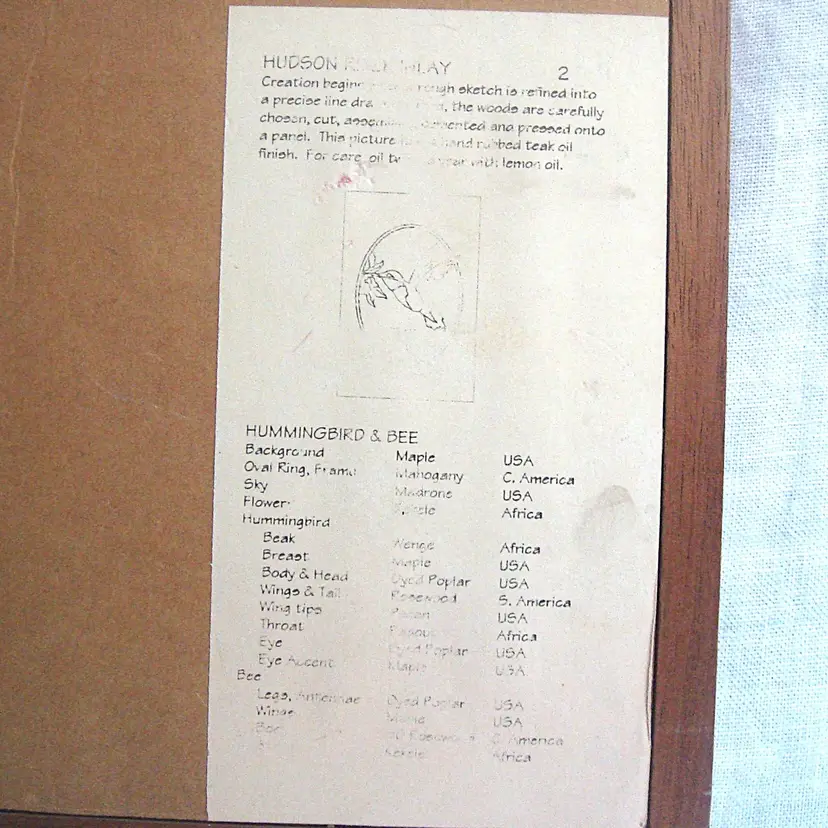 HUDSON 2
Creation sketch is refined into
a precise line the woods are carefully
chosen, cut, and pressed onto
a panel. This picture hand rubbed teak oil
finish. For care, oil with lemon oil.
HUMMINGBIRD & BEE
Background Maple USA
Oval Ring, Frame Mahogany C. America
Sky Madrone USA
Flower Africa
Hummingbird
Beak Wenge Africa
Breast Maple USA
Body & Head Dyed Poplar USA
Wings & Tail Rosewood S. America
Wing tips USA
Throat Africa
Eye Dyed Poplar USA
Eye Accent Maple USA
Bee
Legs, Antennae Dyed Poplar USA
Wings Maple USA
America
Africa